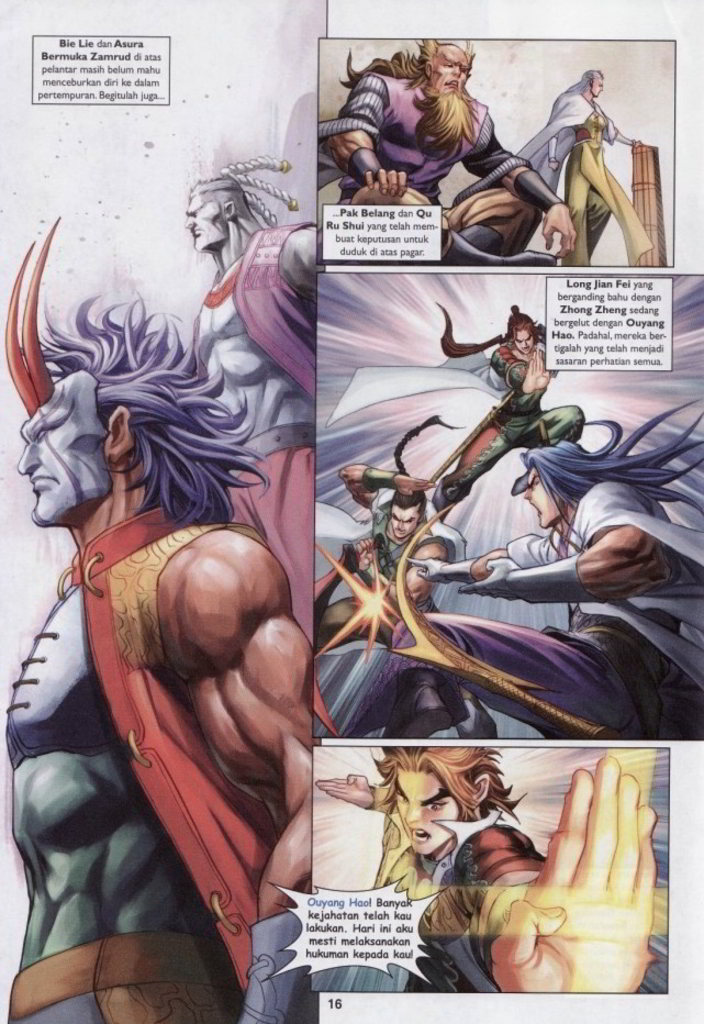 Bie Lie dan Asura
Bermuka Zamrud di atas
pelantar masih belum mahu
menceburkan diri ke dalam
pertempuran. Begitulah juga...
...Pak Belang dan Qu
Ru Shui yang telah mem-
buat keputusan untuk
duduk di atas pagar.
Long Jian Fei yang
berganding bahu dengan
Zhong Zheng sedang
bergelut dengan Ouyang
Hao. Padahal, mereka ber-
tigalah yang telah menjadi
sasaran perhatian semua.
Ouyang Hao! Banyak
kejahatan telah kau
lakukan. Hari ini aku
mesti melaksanakan
hukuman kepada kau!
16